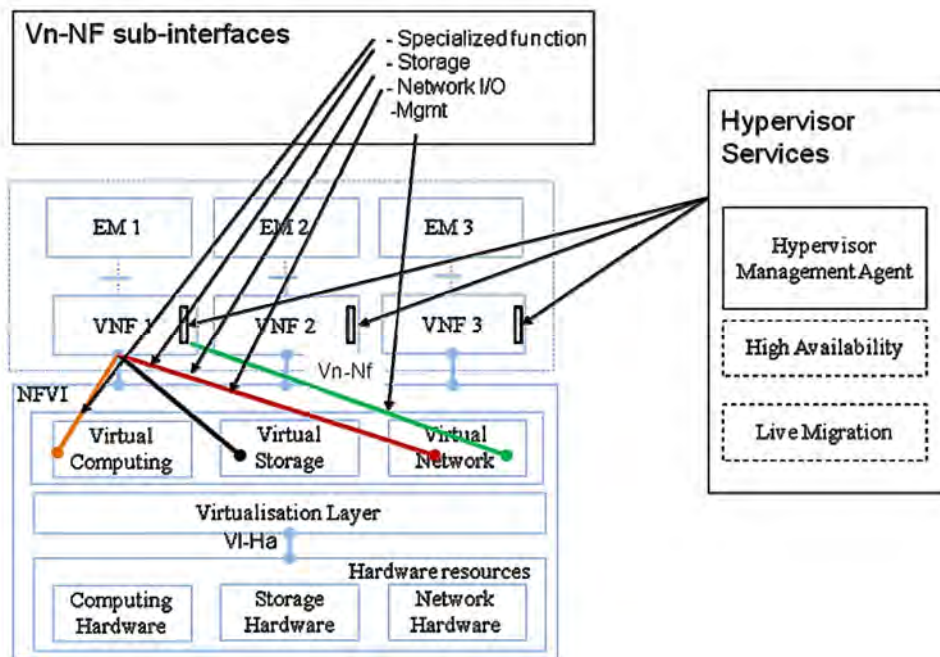 Vn-NF sub-interfaces
- Specialized function
- Storage
- Network I/O
-Mgmt
Hypervisor
Services
Hypervisor
Management Agent
High Availability
Live Migration
EM 1
EM 2
EM 3
VNF 1
VNF 2
VNF 3
Vn-Nf
NFVI
Virtual
Computing
Virtual
Storage
Virtual
Network
Virtualisation Layer
VI-Ha
Hardware resources
Computing
Hardware
Storage
Hardware
Network
Hardware